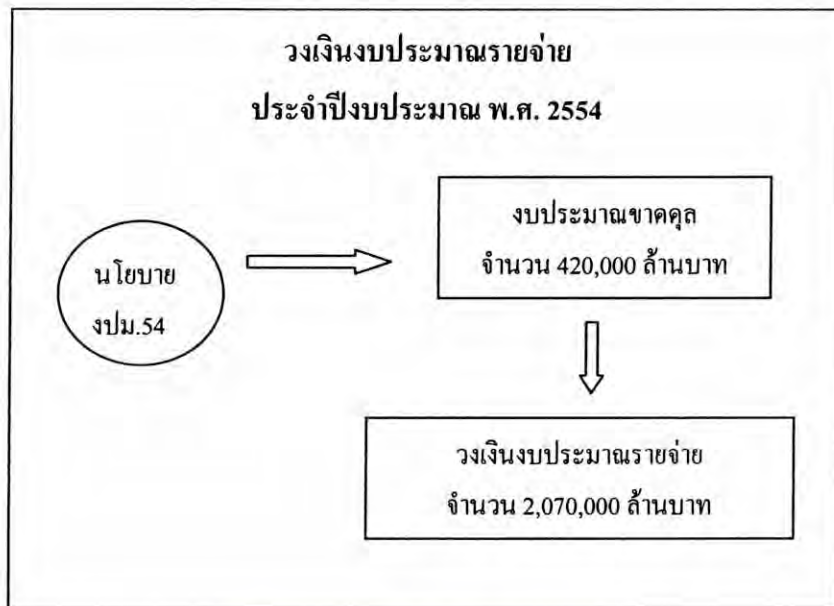 วงเงินงบประมาณรายจ่าย
ประจำปีงบประมาณ พ.ศ. 2554
นโยบาย
งปม.54
งบประมาณขาดดุล
จำนวน 420,000 ล้านบาท
วงเงินงบประมาณรายจ่าย
จำนวน 2,070,000 ล้านบาท